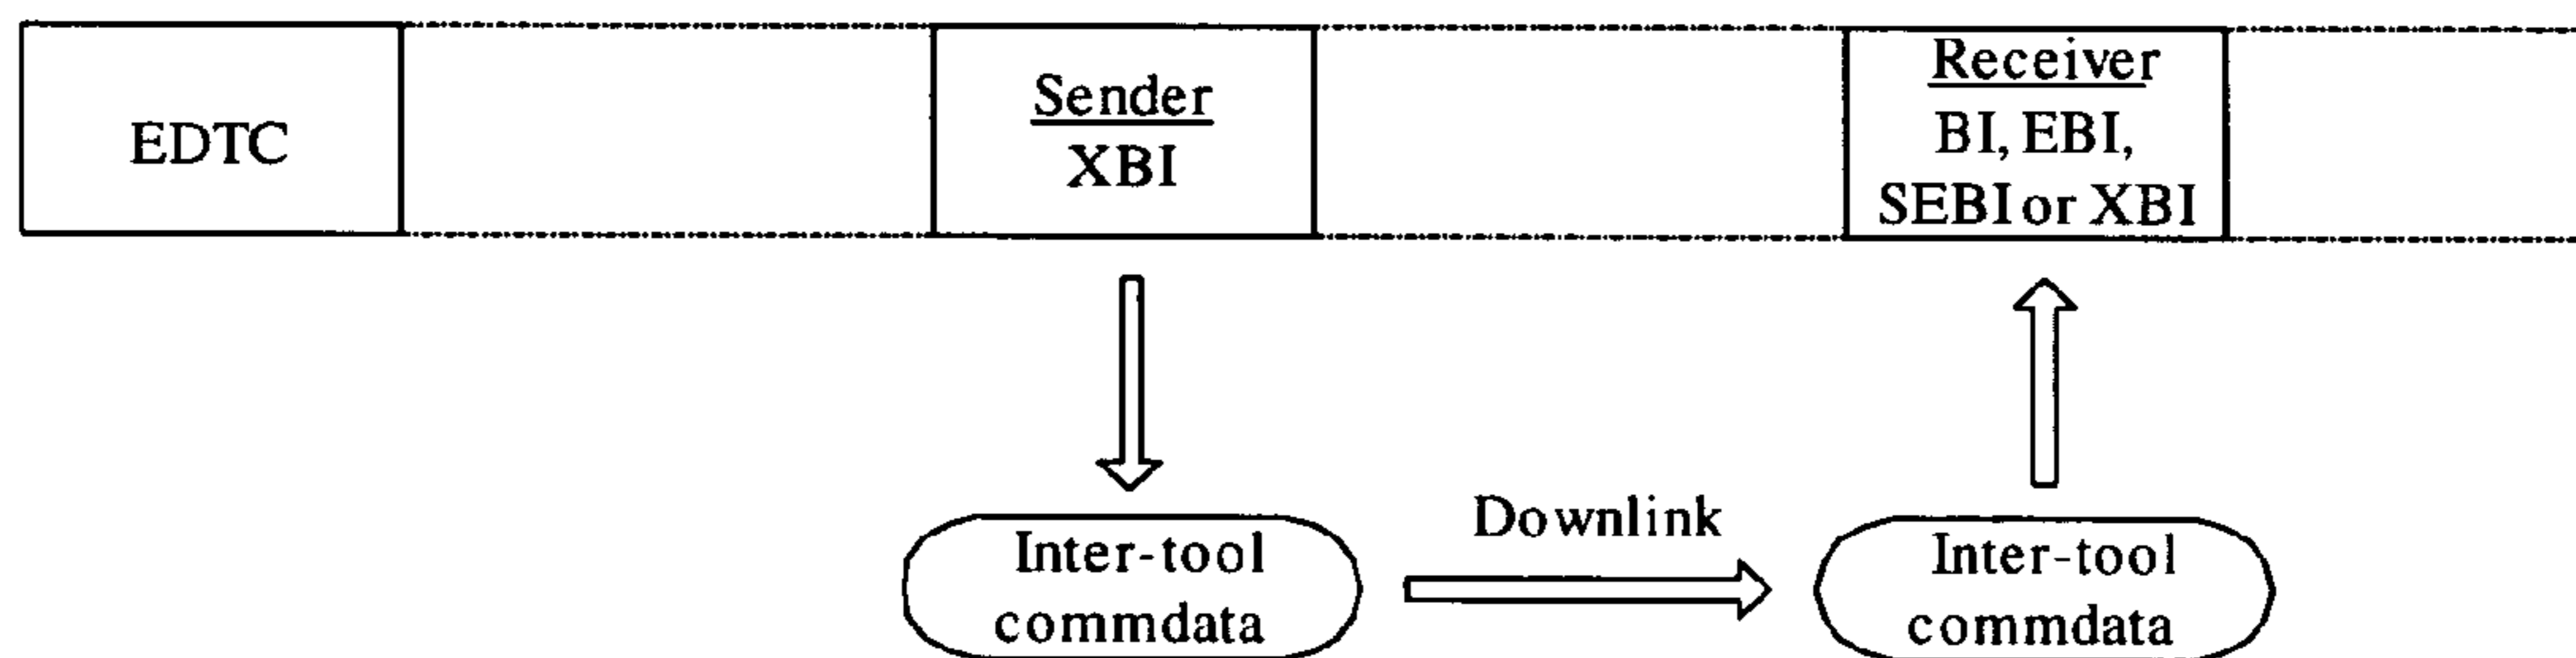 EDTC
Sender
XBI
Receiver
BI, EBI,
SEBI or XBI
Downlink
Inter-tool
commdata
Inter-tool
commdata